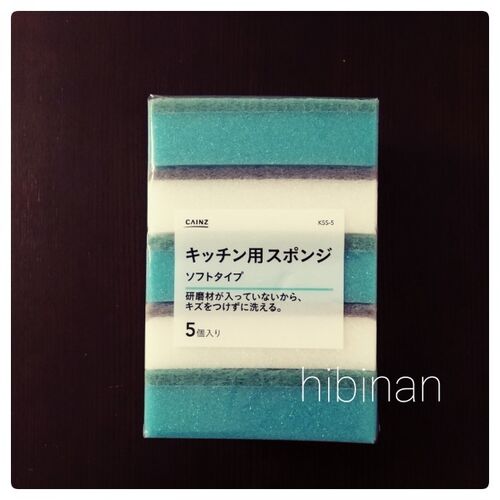 CAINZ
KSS-5
キッチン用スポンジ
ソフトタイプ
研磨材が入っていないから、
キズをつけずに洗える。
5個入り
hibinan